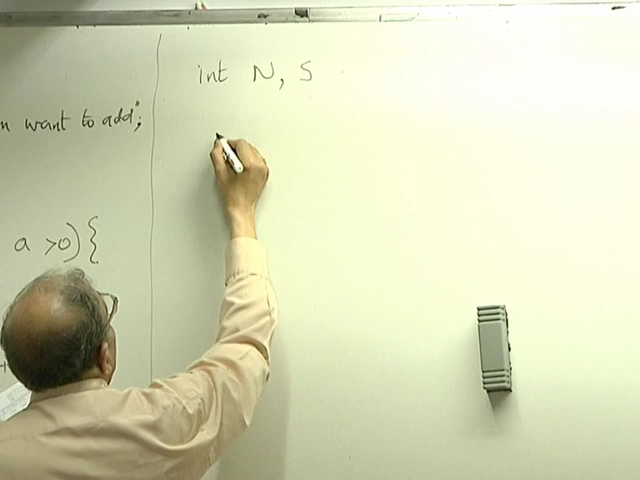 want to add";
a >0) {
int N, S